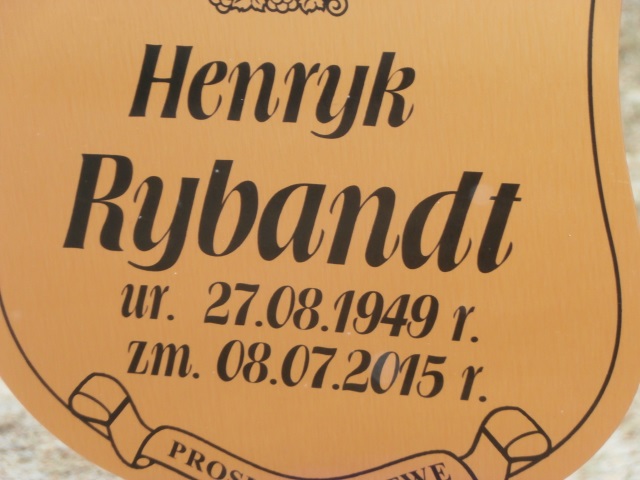 Henryk
Rybandt
ur. 27.08.1949 r.
zm. 08.07.2015 r.